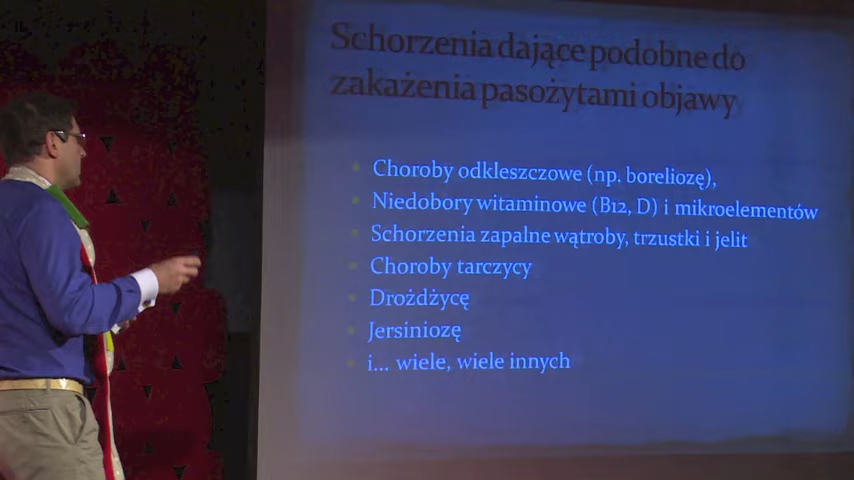 Schorzenia dające podobne do
zakażenia pasożytami objawy
Choroby odkleszczowe (np. boreliozę),
Niedobory witaminowe (B12, D) i mikroelementów
Schorzenia zapalne wątroby, trzustki i jelit
Choroby tarczycy
Drożdżycę
Jersiniozę
i... wiele, wiele innych